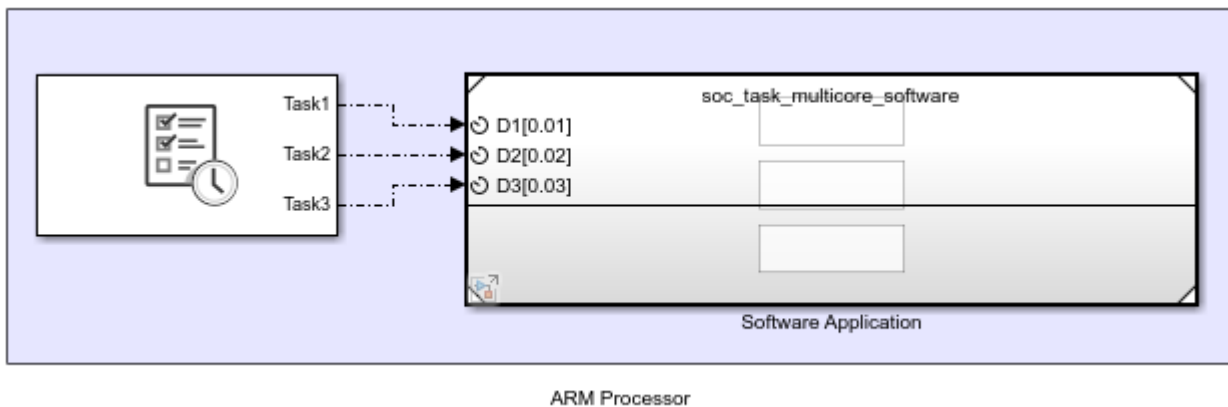 Task1
Task2
Task3
soc_task_multicore_software
D1[0.01]
D2[0.02]
D3[0.03]
Software Application
ARM Processor